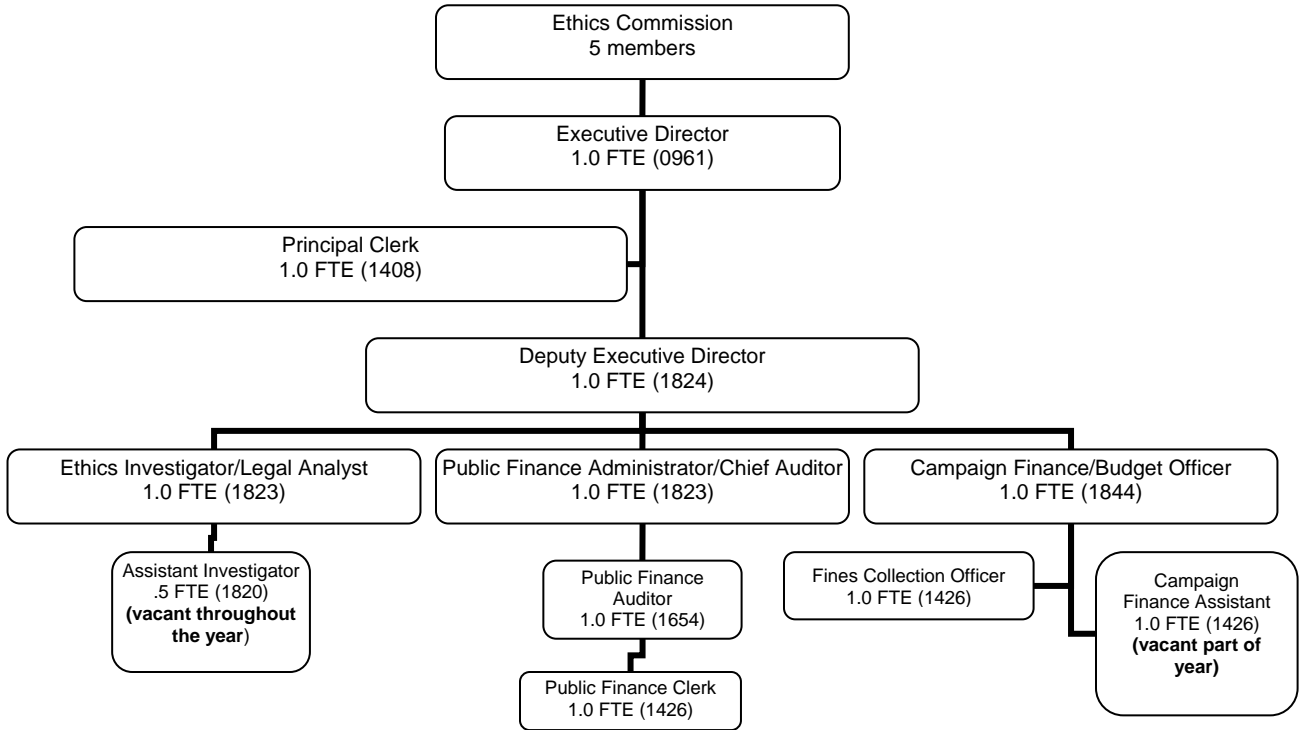 Ethics Commission
5 members
Executive Director
1.0 FTE (0961)
Principal Clerk
1.0 FTE (1408)
Deputy Executive Director
1.0 FTE (1824)
Ethics Investigator/Legal Analyst
1.0 FTE (1823)
Public Finance Administrator/Chief Auditor
1.0 FTE (1823)
Campaign Finance/Budget Officer
1.0 FTE (1844)
Assistant Investigator
.5 FTE (1820)
(vacant throughout
the year)
Public Finance
Auditor
1.0 FTE (1654)
Fines Collection Officer
1.0 FTE (1426)
Campaign
Finance Assistant
1.0 FTE (1426)
(vacant part of
year)
Public Finance Clerk
1.0 FTE (1426)